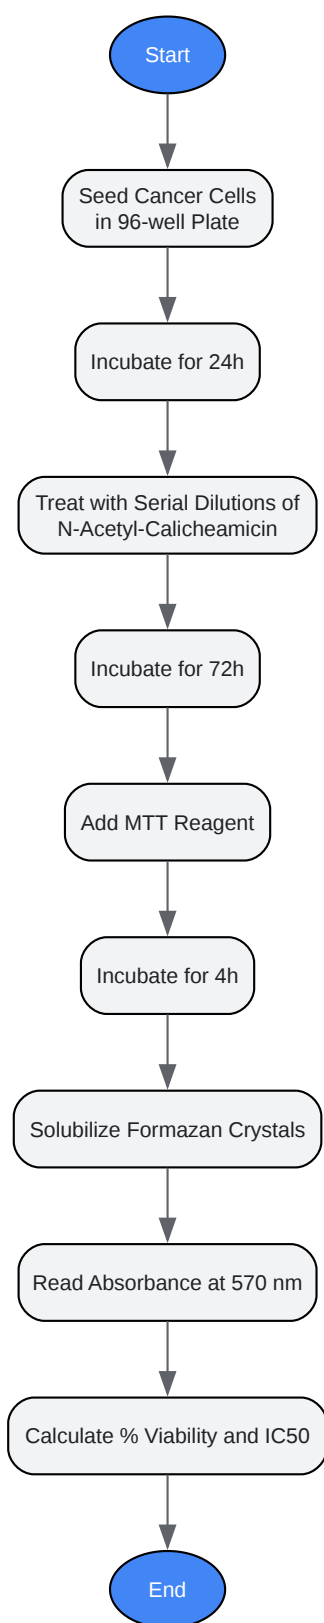 Start
Seed Cancer Cells
in 96-well Plate
Incubate for 24h
Treat with Serial Dilutions of
N-Acetyl-Calicheamicin
Incubate for 72h
Add MTT Reagent
Incubate for 4h
Solubilize Formazan Crystals
Read Absorbance at 570 nm
Calculate % Viability and IC50
End